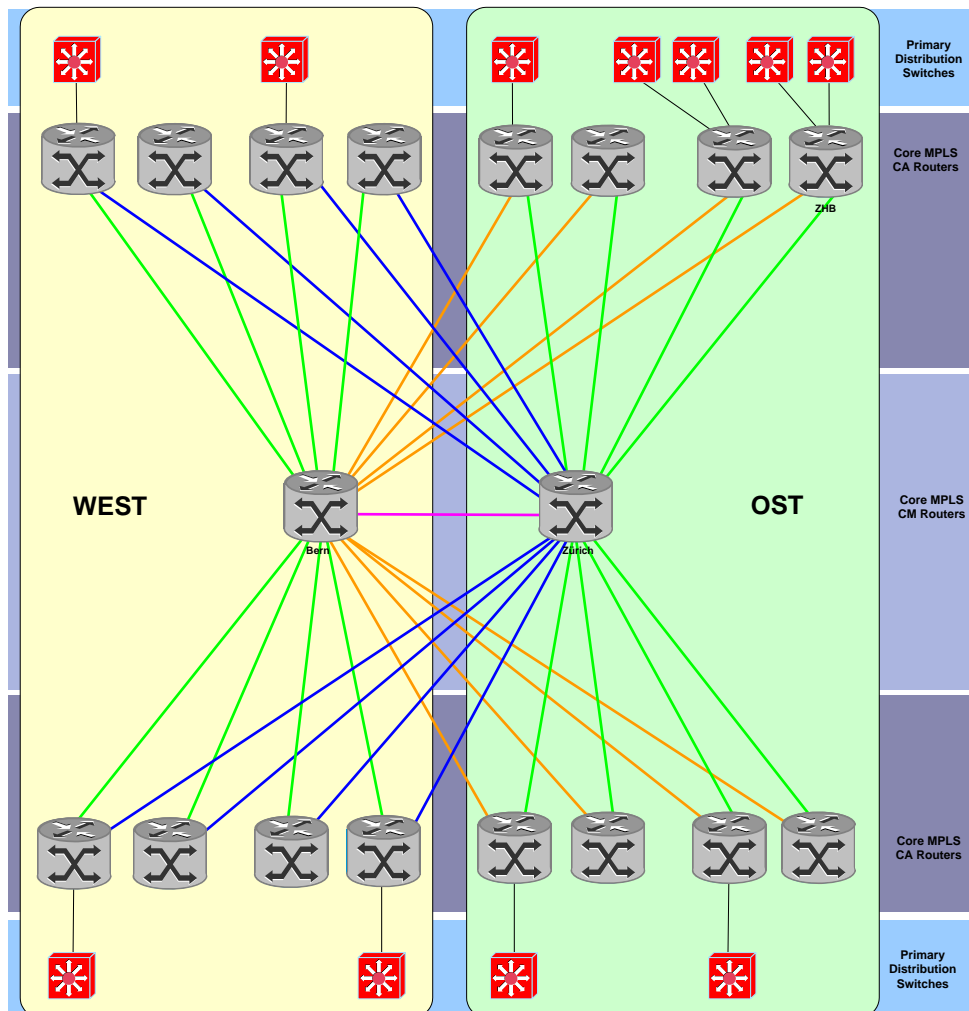 Primary
Distribution
Switches
Core MPLS
CA Routers
ZHB
WEST
OST
Core MPLS
CM Routers
Bern
Zürich
Core MPLS
CA Routers
Primary
Distribution
Switches